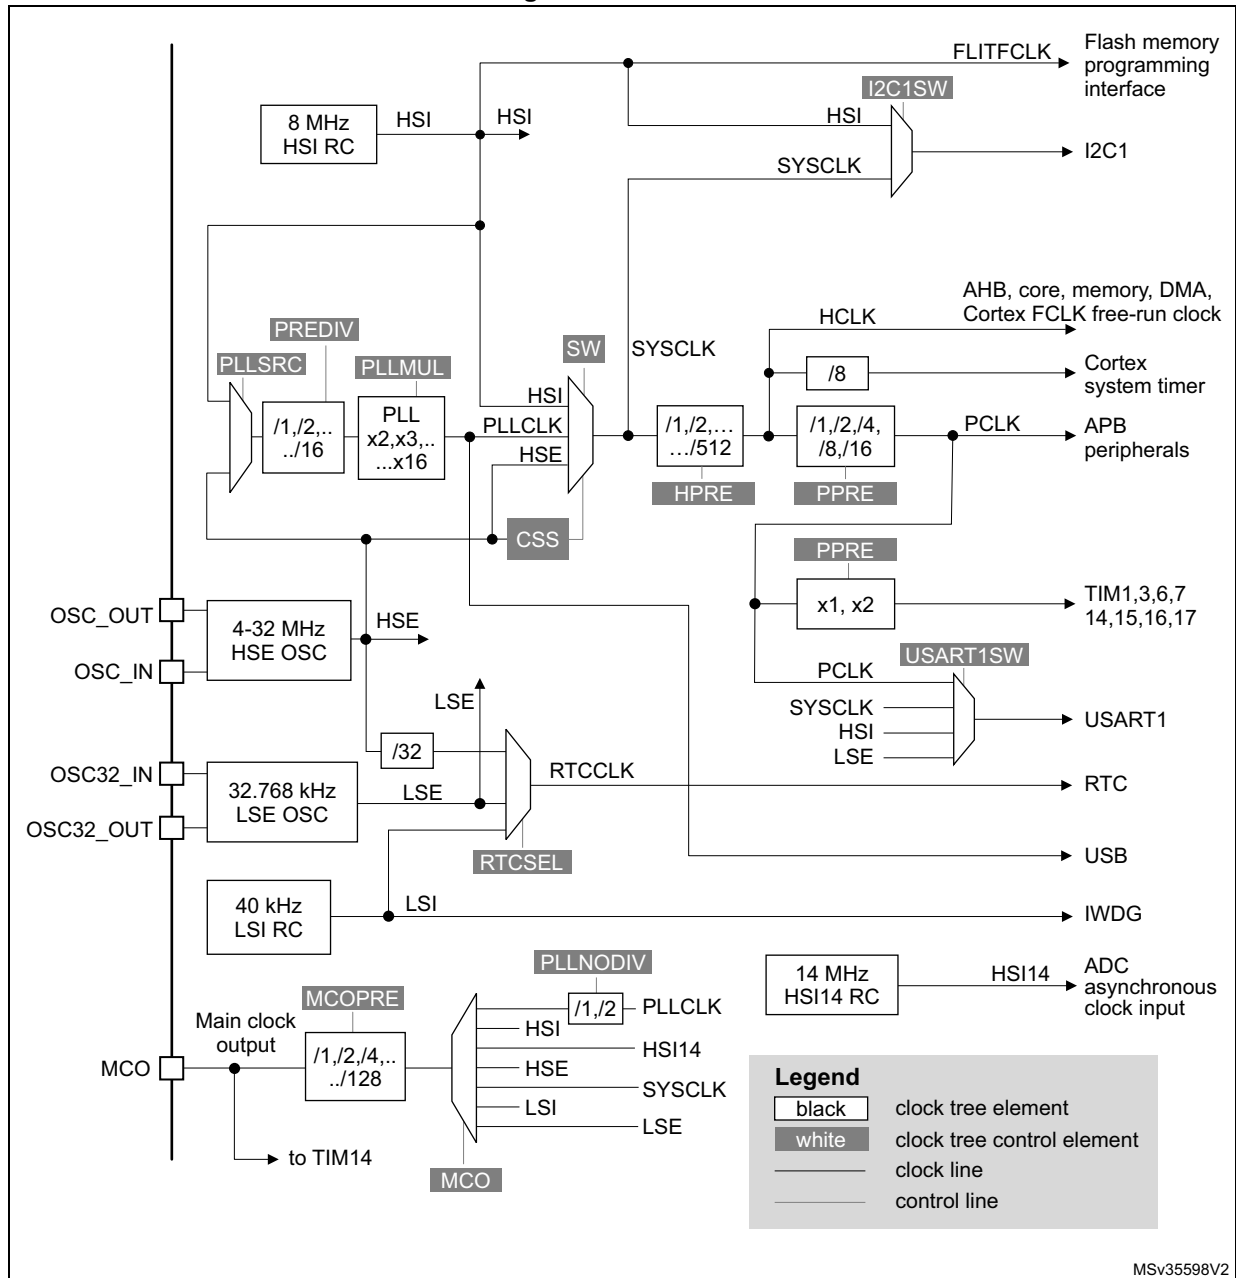 FLITFCLK
Flash memory
programming
interface
I2C1SW
8 MHz
HSI RC
HSI
HSI
HSI
I2C1
SYSCLK
AHB, core, memory, DMA,
Cortex FCLK free-run clock
HCLK
PREDIV
PLLSRC
PLLMUL
SW
SYSCLK
/8
Cortex
system timer
/1,/2,..
../16
PLL
x2,x3,..
...x16
HSI
PLLCLK
HSE
/1,/2,…
…/512
HPRE
/1,/2,/4,
/8,/16
PPRE
PCLK
APB
peripherals
CSS
PPRE
x1, x2
TIM1,3,6,7
14,15,16,17
OSC_OUT
OSC_IN
4-32 MHz
HSE OSC
HSE
USART1SW
PCLK
SYSCLK
HSI
LSE
USART1
LSE
/32
RTCCLK
RTC
OSC32_IN
OSC32_OUT
32.768 kHz
LSE OSC
LSE
RTCSEL
USB
40 kHz
LSI RC
LSI
IWDG
PLLNODIV
14 MHz
HSI14 RC
HSI14
ADC
asynchronous
clock input
MCOPRE
Main clock
output
MCO
/1,/2,/4,..
../128
/1,/2
PLLCLK
HSI
HSI14
HSE
SYSCLK
LSI
LSE
MCO
to TIM14
Legend
black
clock tree element
white
clock tree control element
clock line
control line
MSv35598V2